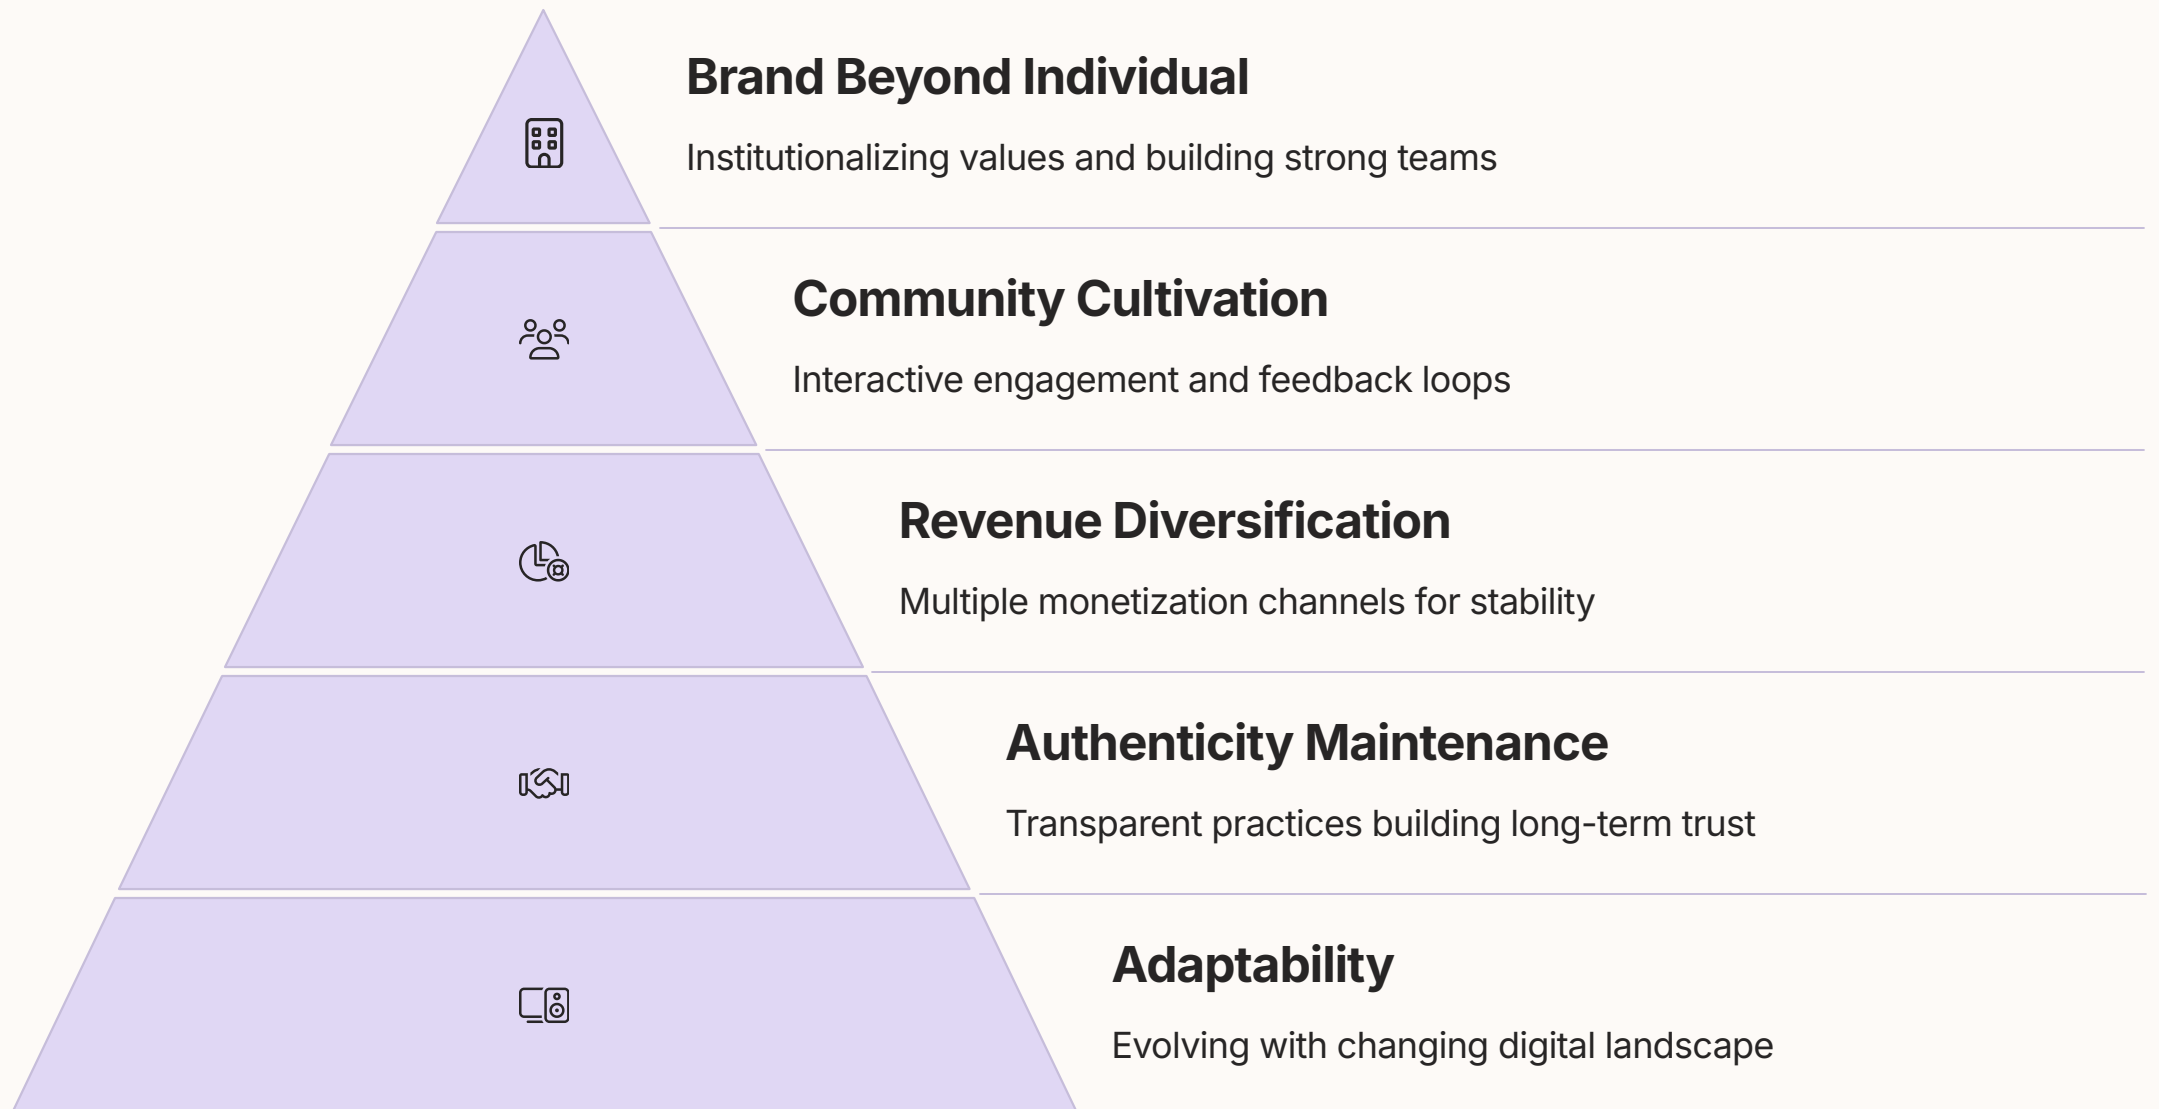 Brand Beyond Individual
Institutionalizing values and building strong teams
Community Cultivation
Interactive engagement and feedback loops
Revenue Diversification
Multiple monetization channels for stability
Authenticity Maintenance
Transparent practices building long-term trust
Adaptability
Evolving with changing digital landscape